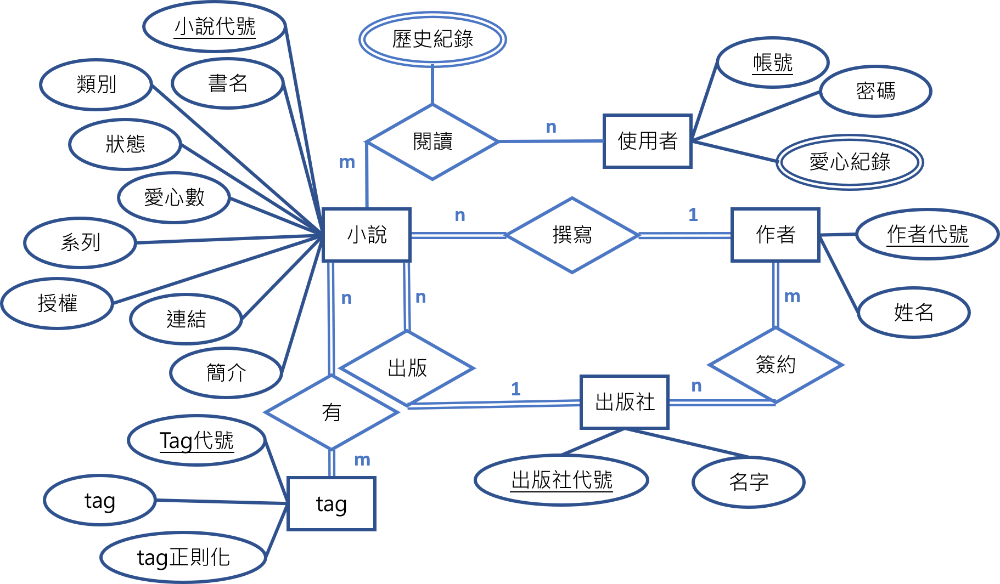 小說代號
歷史紀錄
帳號
類別
書名
密碼
狀態
閱讀
n
使用者
愛心紀錄
m
愛心數
系列
小說
n
撰寫
1
作者
作者代號
授權
連結
n
n
m
姓名
簡介
出版
簽約
有
1
出版社
n
Tag代號
m
出版社代號
名字
tag
tag
tag正則化